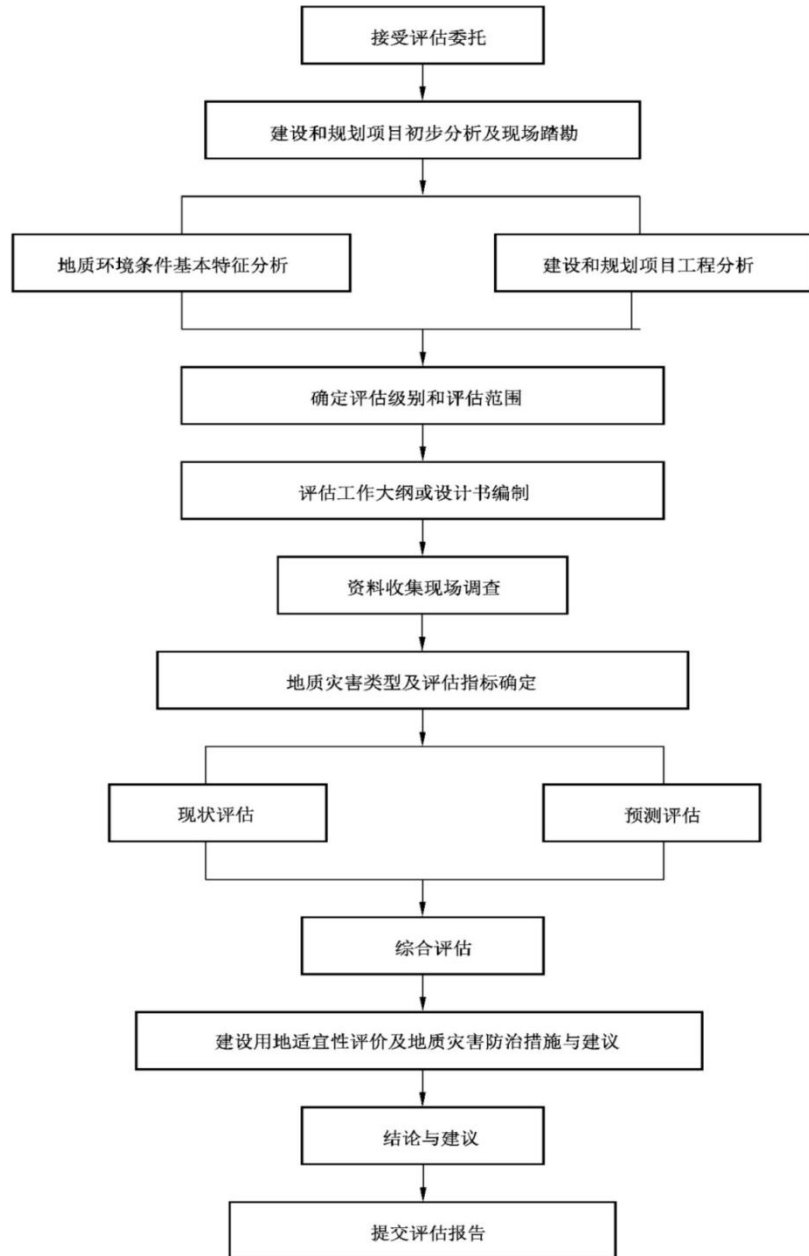 接受评估委托
建设和规划项目初步分析及现场踏勘
地质环境条件基本特征分析
建设和规划项目工程分析
确定评估级别和评估范围
评估工作大纲或设计书编制
资料收集现场调查
地质灾害类型及评估指标确定
现状评估
预测评估
综合评估
建设用地适宜性评价及地质灾害防治措施与建议
结论与建议
提交评估报告